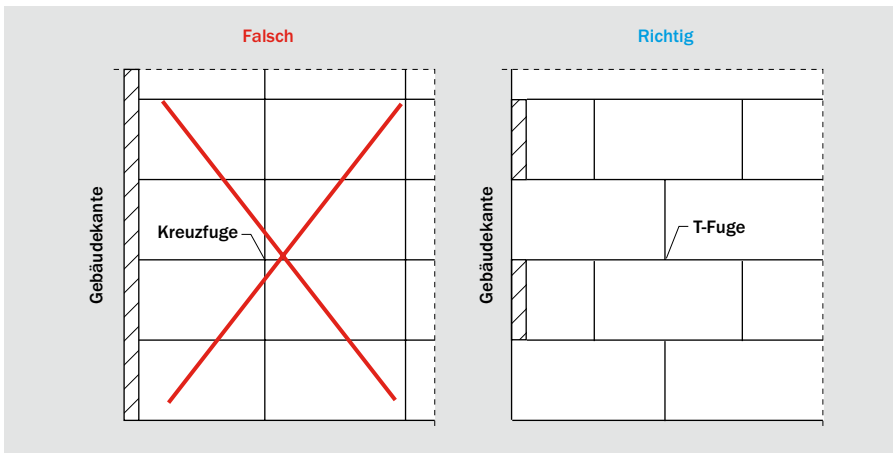 Falsch
Richtig
Gebäudekante
Kreuzfuge
Gebäudekante
T-Fuge